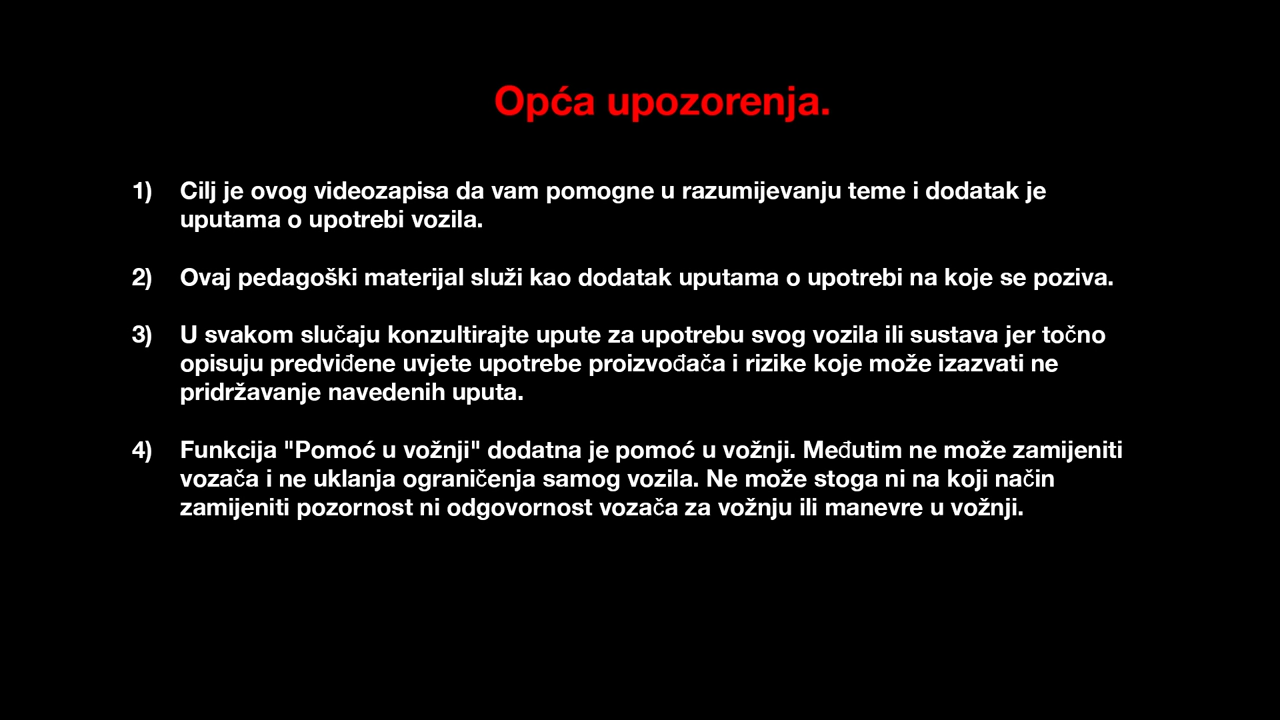 Opća upozorenja.
1) Cilj je ovog videozapisa da vam pomogne u razumijevanju teme i dodatak je
uputama o upotrebi vozila.
2) Ovaj pedagoški materijal služi kao dodatak uputama o upotrebi na koje se poziva.
3) U svakom slučaju konzultirajte upute za upotrebu svog vozila ili sustava jer točno
opisuju predviđene uvjete upotrebe proizvođača i rizike koje može izazvati ne
pridržavanje navedenih uputa.
4) Funkcija "Pomoć u vožnji" dodatna je pomoć u vožnji. Međutim ne može zamijeniti
vozača i ne uklanja ograničenja samog vozila. Ne može stoga ni na koji način
zamijeniti pozornost ni odgovornost vozača za vožnju ili manevre u vožnji.